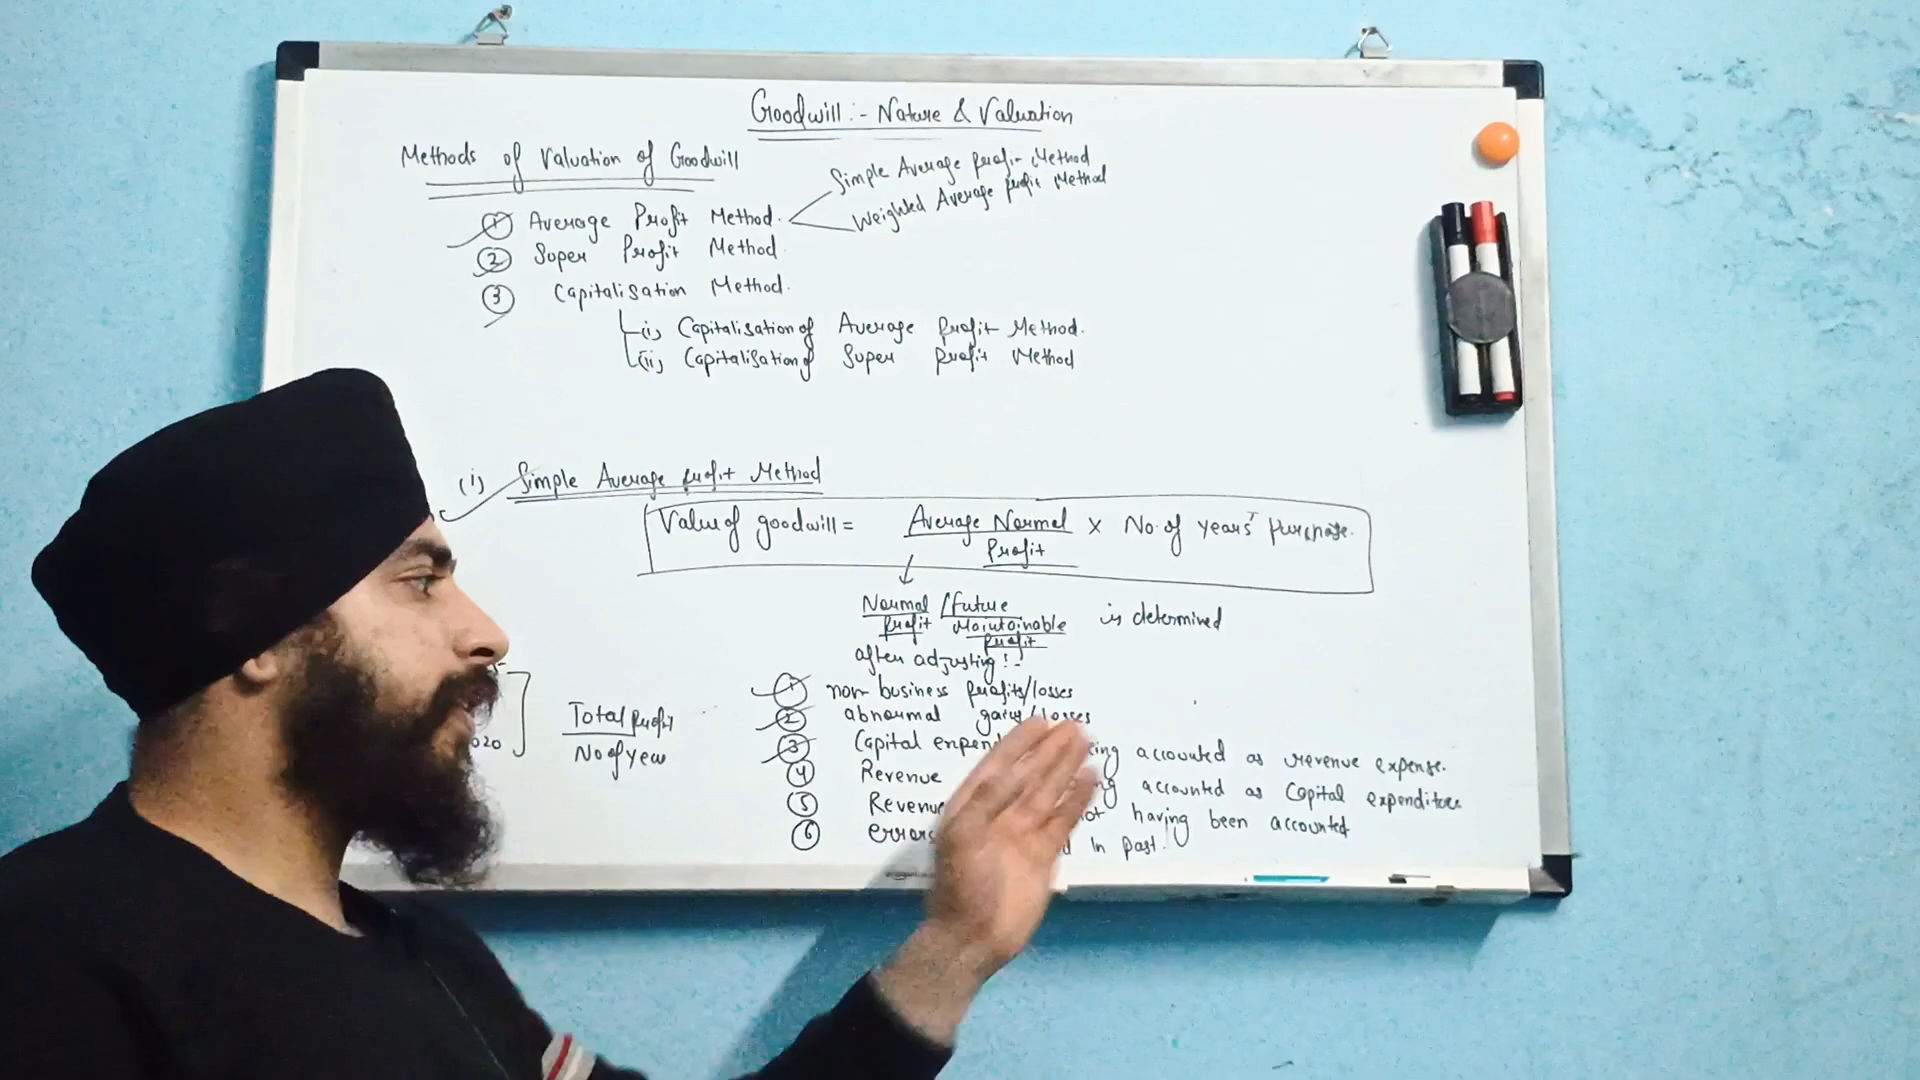 Goodwill :- Nature & Valuation
Methods of Valuation of Goodwill
① Average Profit Method.
Simple Average profit Method
Weighted Average profit Method
② Super Profit Method
③ Capitalisation Method.
(i) Capitalisation of Average profit Method.
(ii) Capitalisation of Super profit Method
(i) Simple Average profit Method
Value of goodwill = Average Normal Profit × No. of years' purchase.
Normal profit / Future Maintainable profit is determined
after adjusting :-
① non business profits/losses
② abnormal gains/losses
③ Capital accounted as revenue expense.
④ Revenue accounted as Capital expenditure
⑤ Revenue not having been accounted
⑥ errors in past.
Total profit
No of year
020